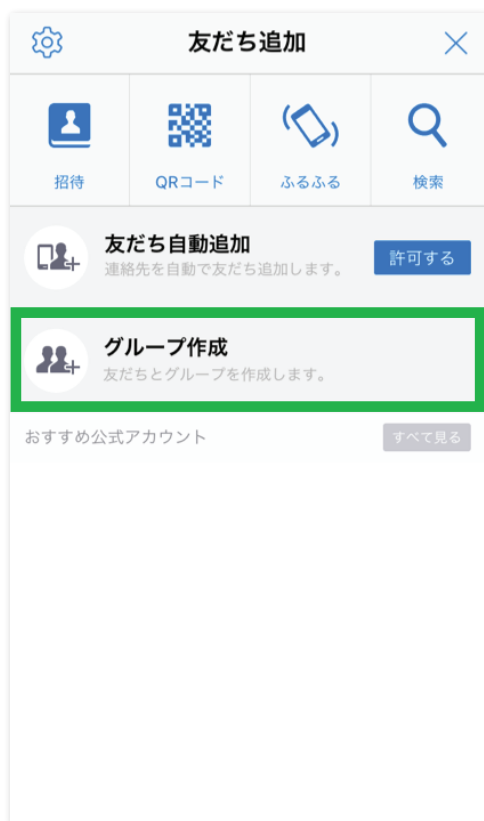 友だち追加
招待
QRコード
ふるふる
検索
友だち自動追加
連絡先を自動で友だち追加します。
許可する
グループ作成
友だちとグループを作成します。
おすすめ公式アカウント
すべて見る